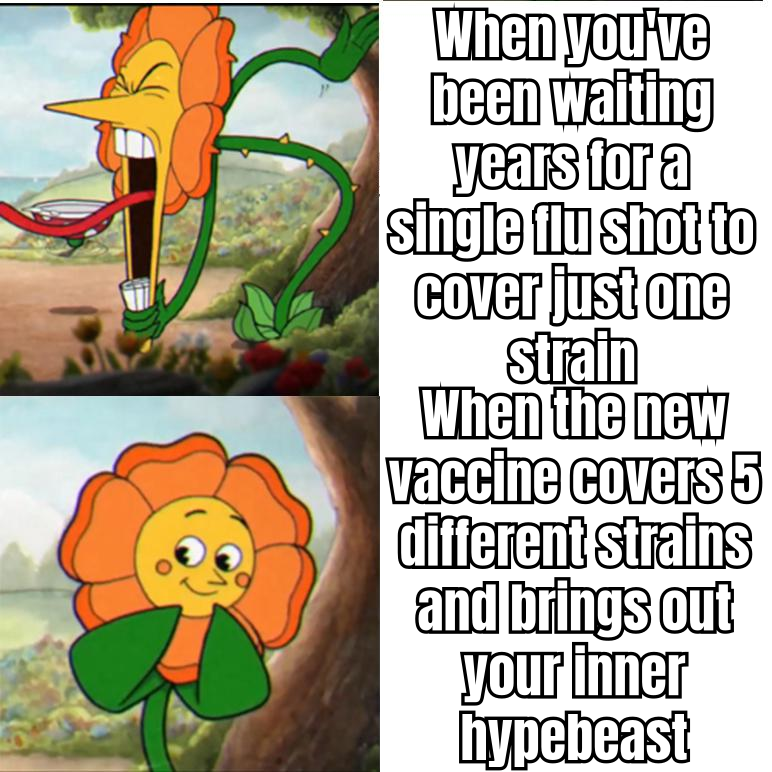 When you've
been waiting
years for a
single flu shot to
cover just one
strain
When the new
vaccine covers 5
different strains
and brings out
your inner
hypebeast